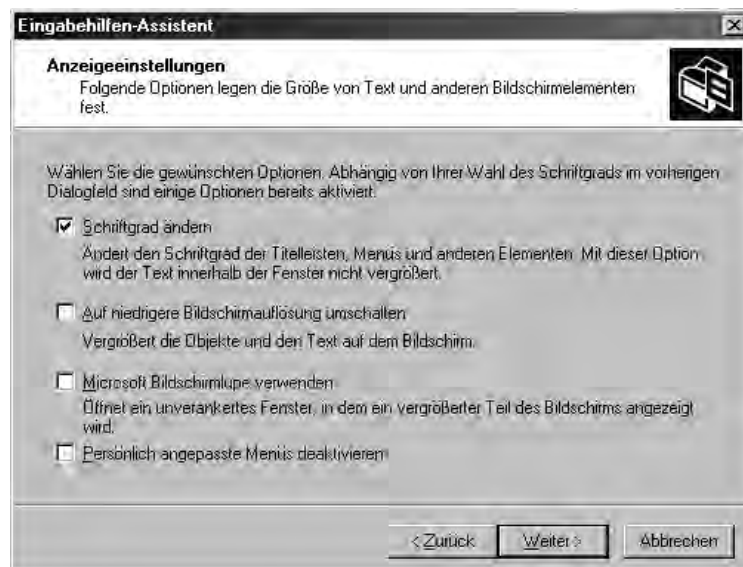 Eingabehilfen-Assistent
Anzeigeeinstellungen
Folgende Optionen legen die Größe von Text und anderen Bildschirmelementen
fest.
Wählen Sie die gewünschten Optionen. Abhängig von Ihrer Wahl des Schriftgrads im vorherigen
Dialogfeld sind einige Optionen bereits aktiviert.
Schriftgrad ändern
Ändert den Schriftgrad der Titelleisten, Menüs und anderen Elementen. Mit dieser Option
wird der Text innerhalb der Fenster nicht vergrößert.
Auf niedrigere Bildschirmauflösung umschalten
Vergrößert die Objekte und den Text auf dem Bildschirm.
Microsoft Bildschirmlupe verwenden
Öffnet ein unverankertes Fenster, in dem ein vergrößerter Teil des Bildschirms angezeigt
wird.
Persönlich angepasste Menüs deaktivieren
< Zurück Weiter > Abbrechen